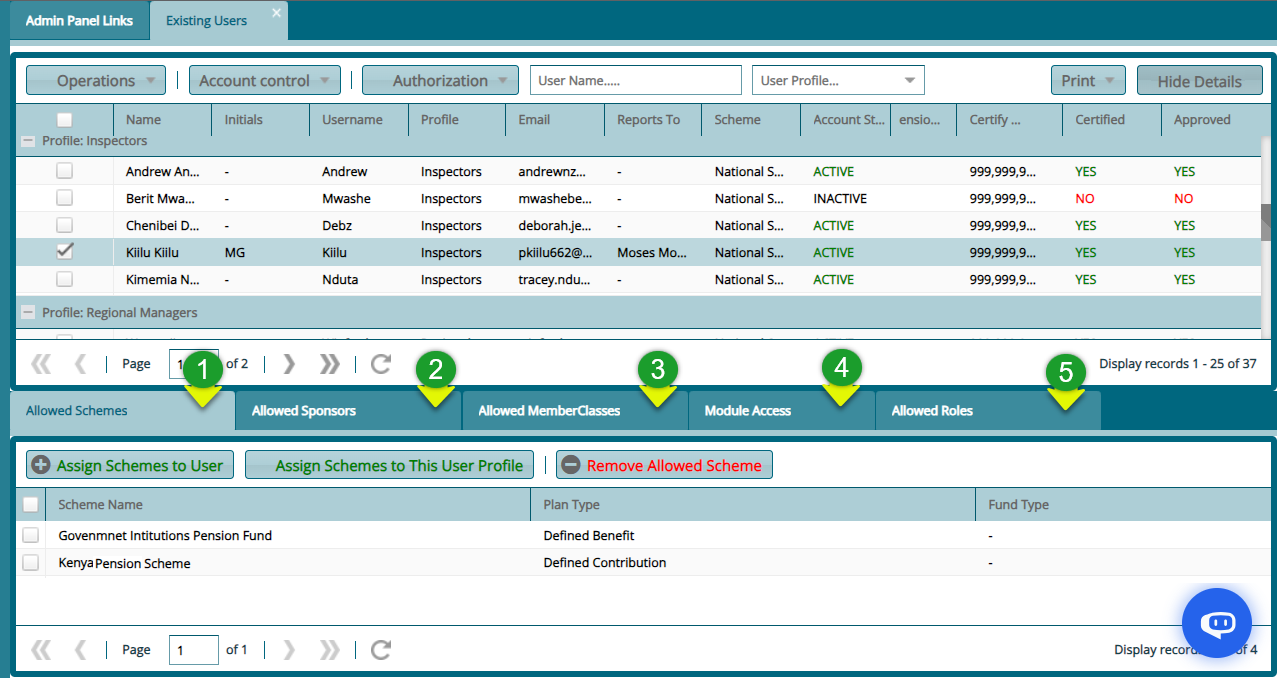 Admin Panel Links Existing Users
Operations Account control Authorization User Name..... User Profile... Print Hide Details
Name Initials Username Profile Email Reports To Scheme Account St... ensio... Certify ... Certified Approved
Profile: Inspectors
Andrew An... - Andrew Inspectors andrewnz... - National S... ACTIVE 999,999,9... YES YES
Berit Mwa... - Mwashe Inspectors mwashebe... - National S... INACTIVE 999,999,9... NO NO
Chenibei D... - Debz Inspectors deborah.je... - National S... ACTIVE 999,999,9... YES YES
Kiilu Kiilu MG Kiilu Inspectors pkiilu662@... Moses Mo... National S... ACTIVE 999,999,9... YES YES
Kimemia N... - Nduta Inspectors tracey.ndu... - National S... ACTIVE 999,999,9... YES YES
Profile: Regional Managers
Page 1 of 2 Display records 1 - 25 of 37
1 2 3 4 5
Allowed Schemes Allowed Sponsors Allowed MemberClasses Module Access Allowed Roles
Assign Schemes to User Assign Schemes to This User Profile Remove Allowed Scheme
Scheme Name Plan Type Fund Type
Govenmnet Intitutions Pension Fund Defined Benefit -
Kenya Pension Scheme Defined Contribution -
Page 1 of 1 Display of 4